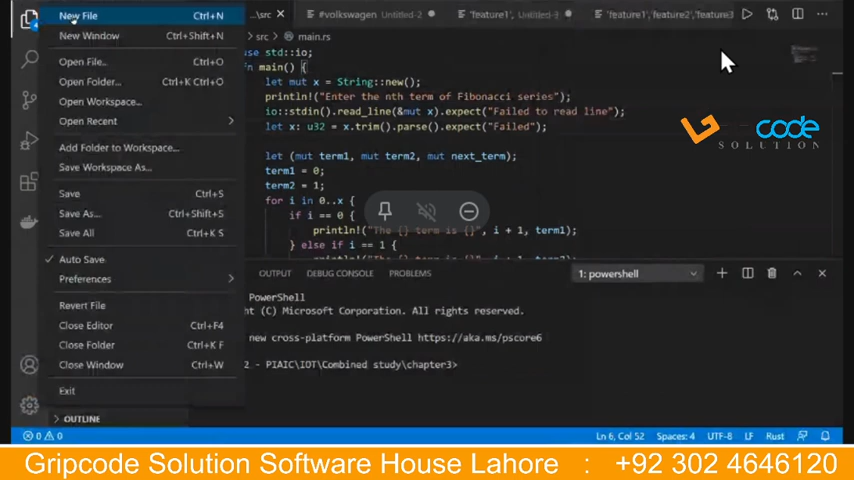 New File Ctrl+N
New Window Ctrl+Shift+N
Open File... Ctrl+O
Open Folder... Ctrl+K Ctrl+O
Open Workspace...
Open Recent
Add Folder to Workspace...
Save Workspace As...
Save Ctrl+S
Save As... Ctrl+Shift+S
Save All Ctrl+K S
Auto Save
Preferences
Revert File
Close Editor Ctrl+F4
Close Folder Ctrl+K F
Close Window Ctrl+W
Exit
OUTLINE
..\src
#volkswagen Untitled-2
'feature1', Untitled-3
'feature1','feature2','feature3
src > main.rs
use std::io;
fn main() {
let mut x = String::new();
println!("Enter the nth term of Fibonacci series");
io::stdin().read_line(&mut x).expect("Failed to read line");
let x: u32 = x.trim().parse().expect("Failed");
let (mut term1, mut term2, mut next_term);
term1 = 0;
term2 = 1;
for i in 0..x {
if i == 0 {
println!("The {} term is {}", i + 1, term1);
} else if i == 1 {
code
SOLUTION
OUTPUT DEBUG CONSOLE PROBLEMS
1: powershell
PowerShell
ght (C) Microsoft Corporation. All rights reserved.
new cross-platform PowerShell https://aka.ms/pscore6
2 - PIAIC\IOT\Combined study\chapter3>
0 0
Ln 6, Col 52 Spaces: 4 UTF-8 LF Rust
Gripcode Solution Software House Lahore : +92 302 4646120